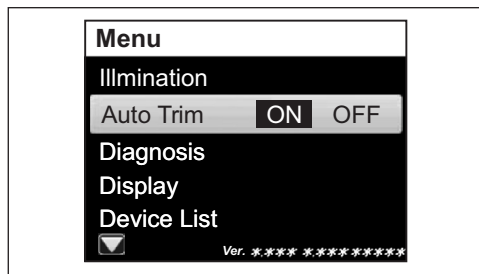 Menu
Illmination
Auto Trim ON OFF
Diagnosis
Display
Device List
Ver. *.*** *.*********